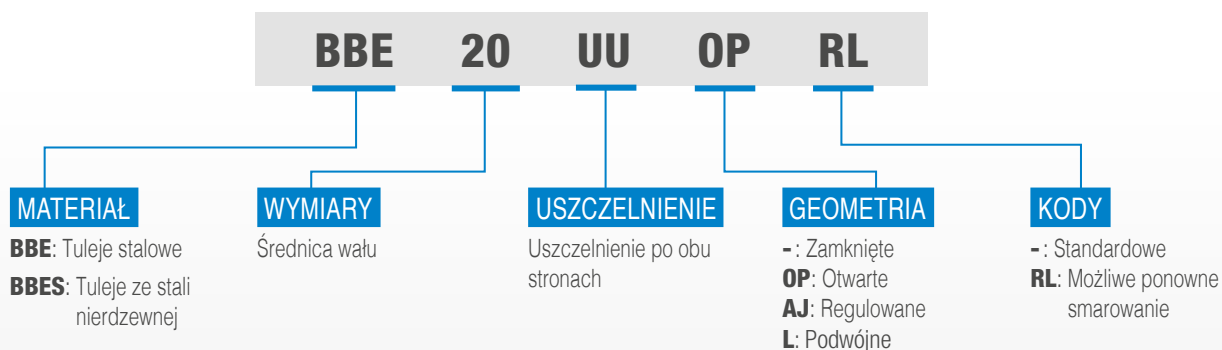 BBE 20 UU OP RL
MATERIAŁ
BBE: Tuleje stalowe
BBES: Tuleje ze stali
nierdzewnej
WYMIARY
Średnica wału
USZCZELNIENIE
Uszczelnienie po obu
stronach
GEOMETRIA
-: Zamknięte
OP: Otwarte
AJ: Regulowane
L: Podwójne
KODY
-: Standardowe
RL: Możliwe ponowne
smarowanie